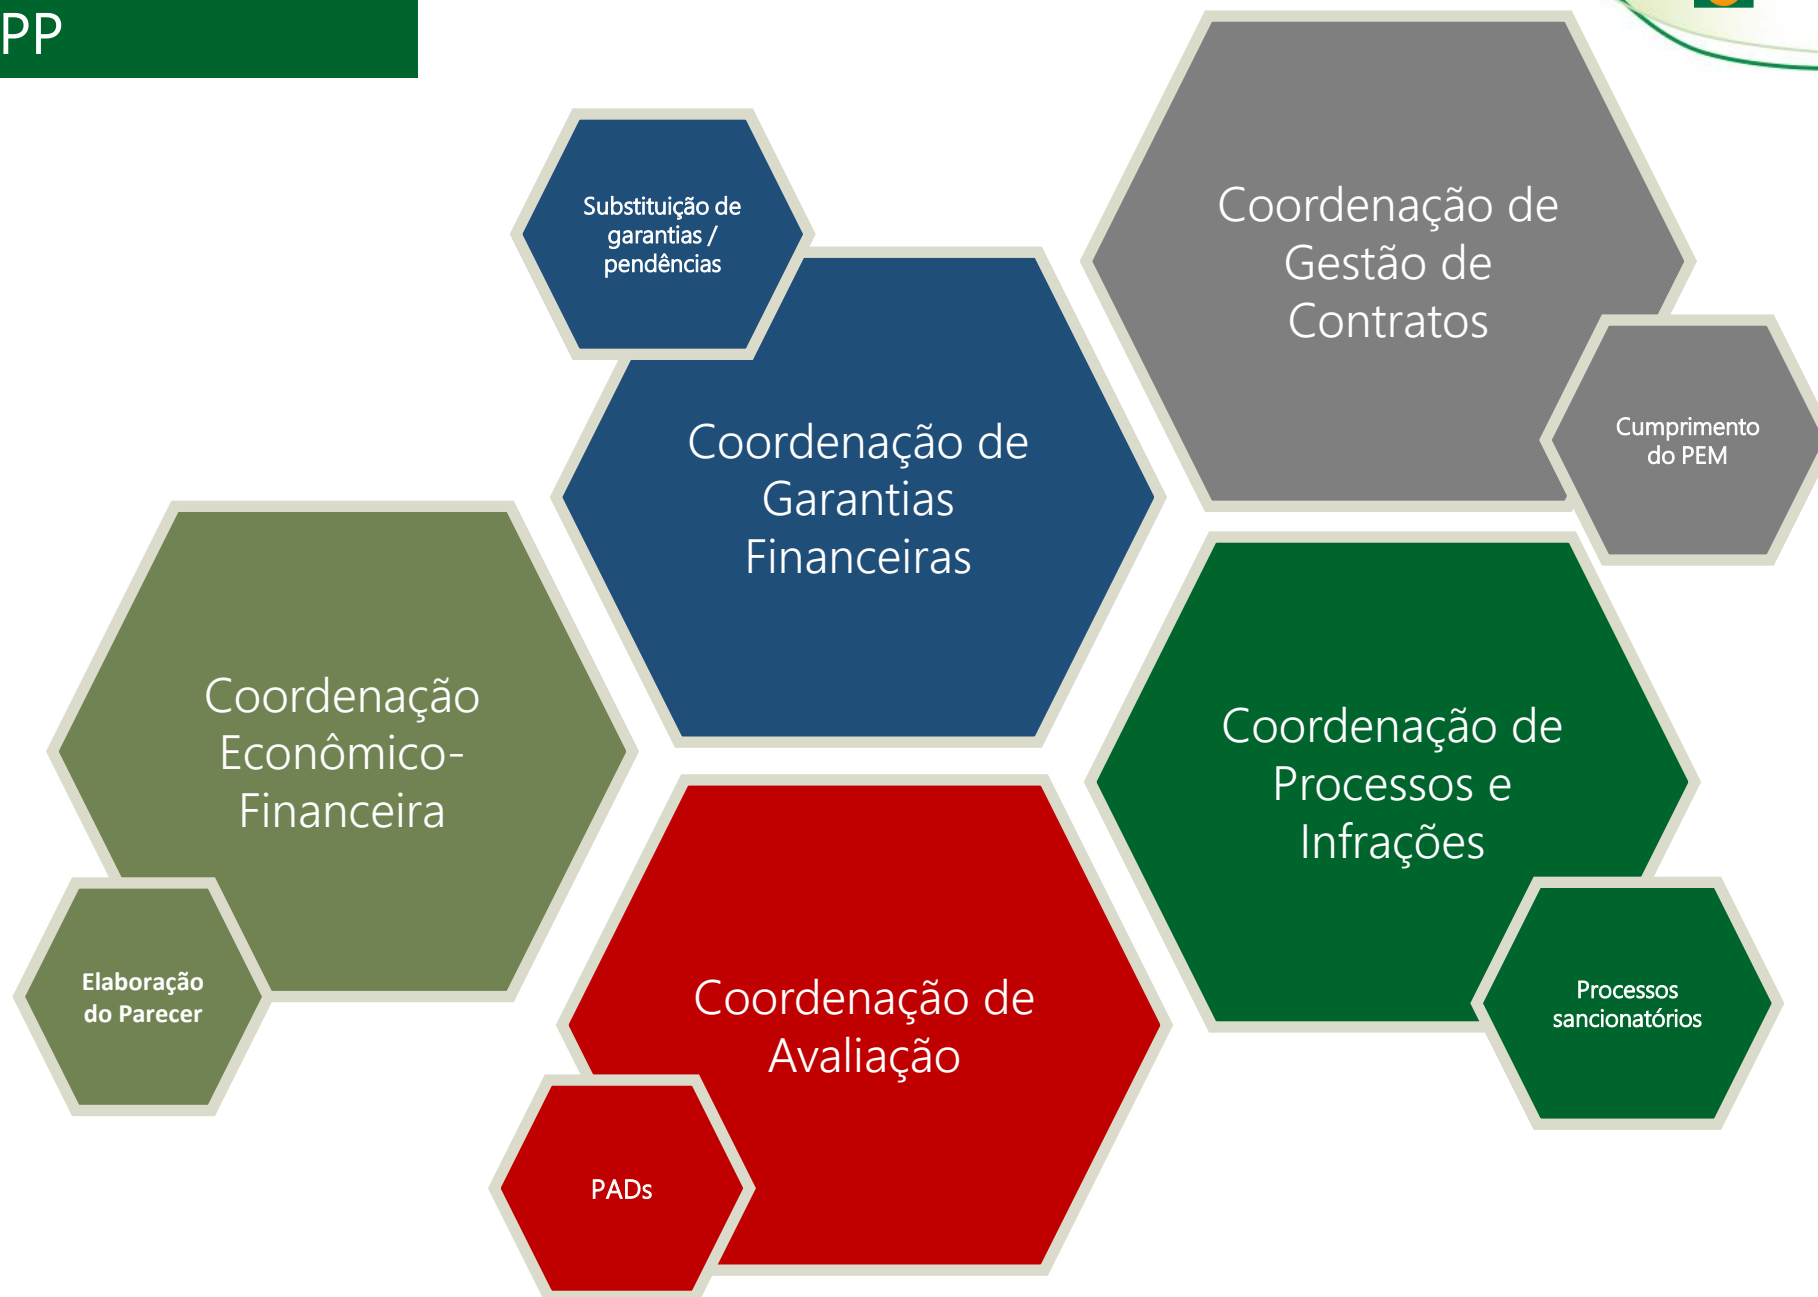 PP
Substituição de
garantias /
pendências
Coordenação de
Gestão de
Contratos
Cumprimento
do PEM
Coordenação de
Garantias
Financeiras
Coordenação
Econômico-
Financeira
Elaboração
do Parecer
Coordenação de
Processos e
Infrações
Processos
sancionatórios
Coordenação de
Avaliação
PADs